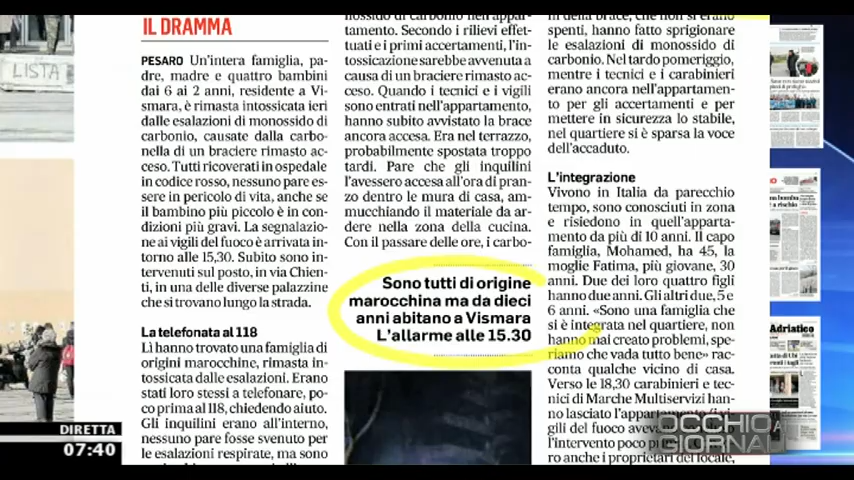 LISTA
IL DRAMMA
PESARO Un'intera famiglia, pa-
dre, madre e quattro bambini
dai 6 ai 2 anni, residente a Vi-
smara, è rimasta intossicata ieri
dalle esalazioni di monossido di
carbonio, causate dalla carbo-
nella di un braciere rimasto ac-
ceso. Tutti ricoverati in ospedale
in codice rosso, nessuno pare es-
sere in pericolo di vita, anche se
il bambino più piccolo è in con-
dizioni più gravi. La segnalazio-
ne ai vigili del fuoco è arrivata in-
torno alle 15,30. Subito sono in-
tervenuti sul posto, in via Chien-
ti, in una delle diverse palazzine
che si trovano lungo la strada.
La telefonata al 118
Lì hanno trovato una famiglia di
origini marocchine, rimasta in-
tossicata dalle esalazioni. Erano
stati loro stessi a telefonare, po-
co prima al 118, chiedendo aiuto.
Gli inquilini erano all'interno,
nessuno pare fosse svenuto per
le esalazioni respirate, ma sono
nossido di carbonio nell'appar-
tamento. Secondo i rilievi effet-
tuati e i primi accertamenti, l'in-
tossicazione sarebbe avvenuta a
causa di un braciere rimasto ac-
ceso. Quando i tecnici e i vigili
sono entrati nell'appartamento,
hanno subito avvistato la brace
ancora accesa. Era nel terrazzo,
probabilmente spostata troppo
tardi. Pare che gli inquilini
l'avessero accesa all'ora di pran-
zo dentro le mura di casa, am-
mucchiando il materiale da ar-
dere nella zona della cucina.
Con il passare delle ore, i carbo-
Sono tutti di origine
marocchina ma da dieci
anni abitano a Vismara
L'allarme alle 15.30
ni della brace, che non si erano
spenti, hanno fatto sprigionare
le esalazioni di monossido di
carbonio. Nel tardo pomeriggio,
mentre i tecnici e i carabinieri
erano ancora nell'appartamen-
to per gli accertamenti e per
mettere in sicurezza lo stabile,
nel quartiere si è sparsa la voce
dell'accaduto.
L'integrazione
Vivono in Italia da parecchio
tempo, sono conosciuti in zona
e risiedono in quell'apparta-
mento da più di 10 anni. Il capo
famiglia, Mohamed, ha 45, la
moglie Fatima, più giovane, 30
anni. Due dei loro quattro figli
hanno due anni. Gli altri due, 5 e
6 anni. «Sono una famiglia che
si è integrata nel quartiere, non
hanno mai creato problemi, spe-
riamo che vada tutto bene» rac-
conta qualche vicino di casa.
Verso le 18,30 carabinieri e tec-
nici di Marche Multiservizi han-
no lasciato l'appartamento (i vi-
gili del fuoco
l'intervento poco
ro anche i proprietari del locale,
Adriatico
DIRETTA
07:40
OCCHIO AI
GIORNALI